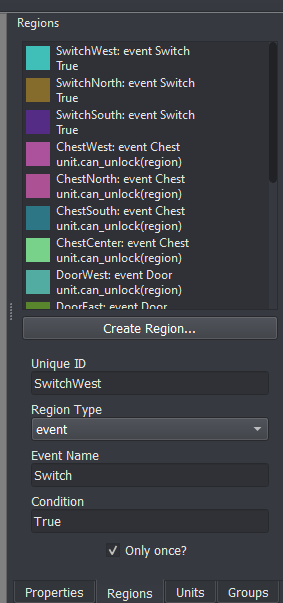 Regions
SwitchWest: event Switch
True
SwitchNorth: event Switch
True
SwitchSouth: event Switch
True
ChestWest: event Chest
unit.can_unlock(region)
ChestNorth: event Chest
unit.can_unlock(region)
ChestSouth: event Chest
unit.can_unlock(region)
ChestCenter: event Chest
unit.can_unlock(region)
DoorWest: event Door
unit.can_unlock(region)
DoorEast: event Door
Create Region...
Unique ID
SwitchWest
Region Type
event
Event Name
Switch
Condition
True
Only once?
Properties Regions Units Groups